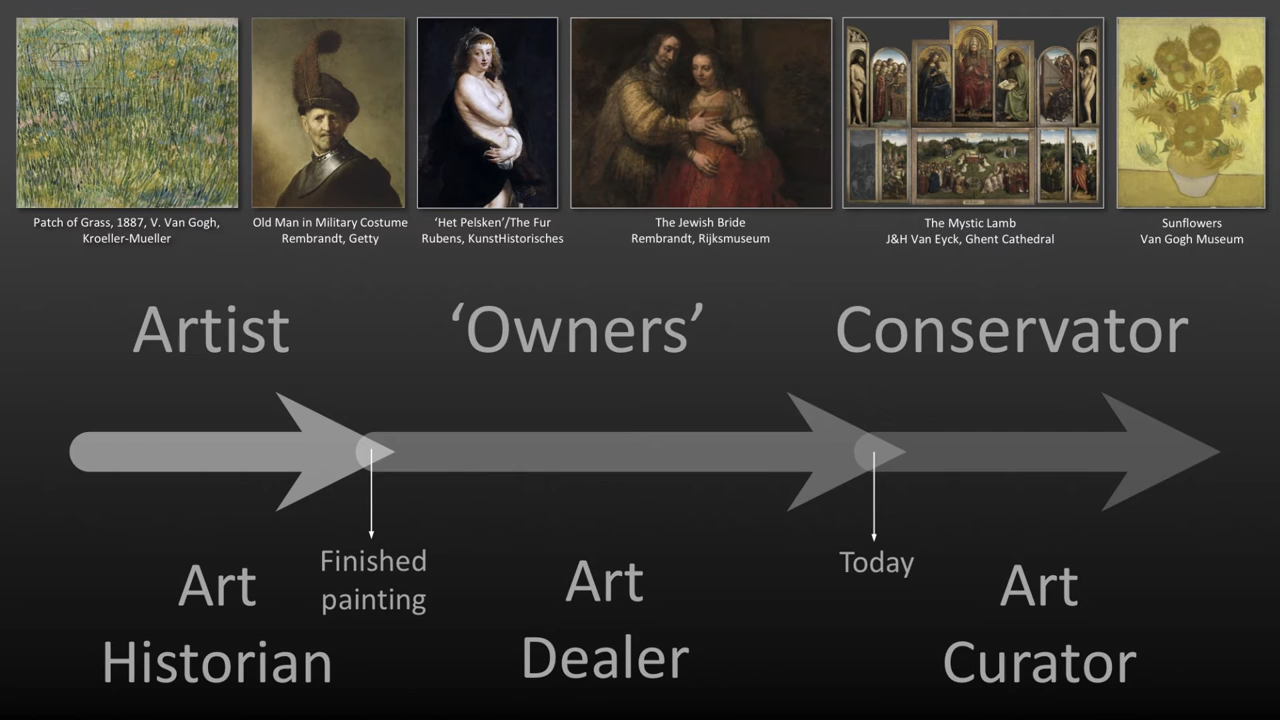 Patch of Grass, 1887, V. Van Gogh,
Kroeller-Mueller
Old Man in Military Costume
Rembrandt, Getty
‘Het Pelsken’/The Fur
Rubens, KunstHistorisches
The Jewish Bride
Rembrandt, Rijksmuseum
The Mystic Lamb
J&H Van Eyck, Ghent Cathedral
Sunflowers
Van Gogh Museum
Artist
‘Owners’
Conservator
Finished
painting
Today
Art
Historian
Art
Dealer
Art
Curator